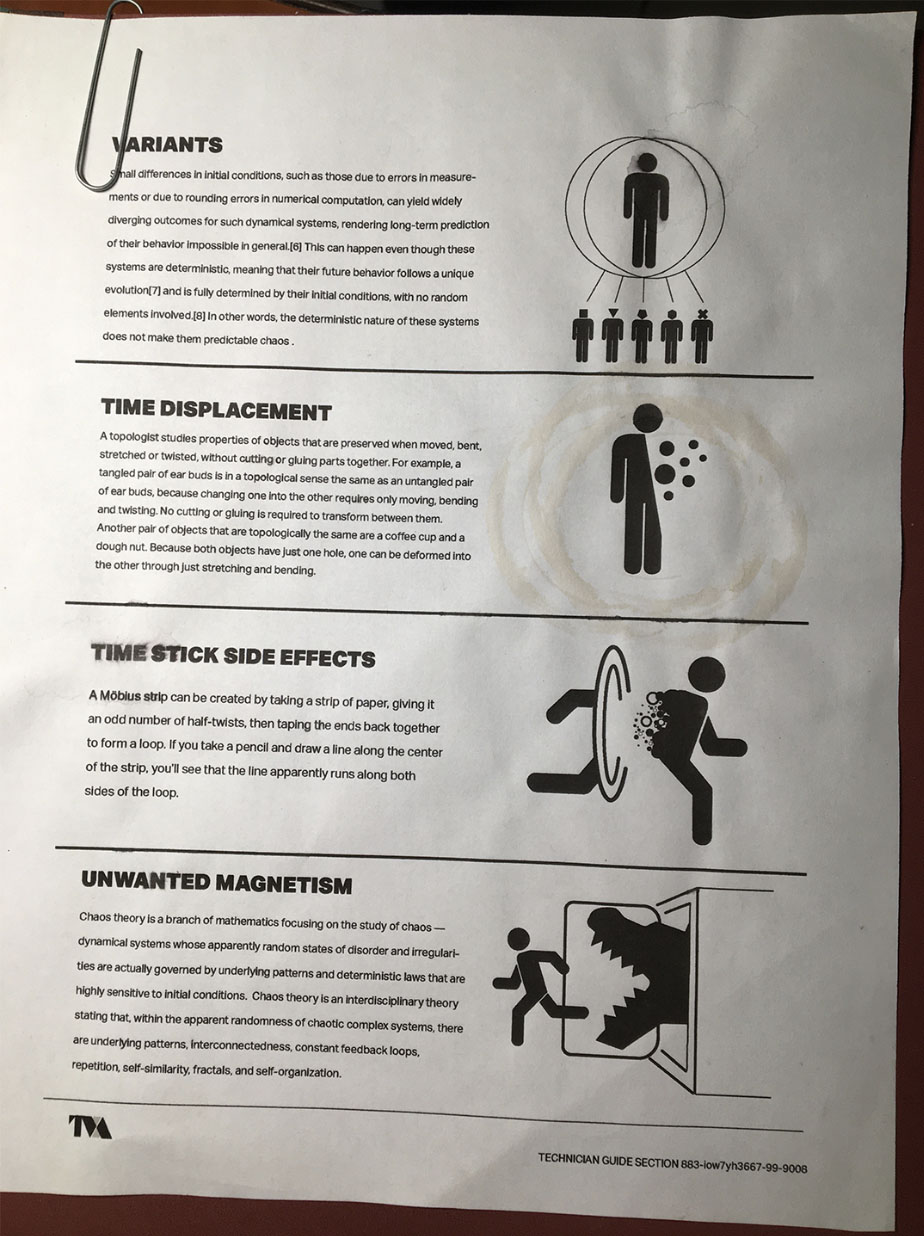 VARIANTS
Small differences in initial conditions, such as those due to errors in measure-
ments or due to rounding errors in numerical computation, can yield widely
diverging outcomes for such dynamical systems, rendering long-term prediction
of their behavior impossible in general.[6] This can happen even though these
systems are deterministic, meaning that their future behavior follows a unique
evolution[7] and is fully determined by their initial conditions, with no random
elements involved.[8] In other words, the deterministic nature of these systems
does not make them predictable chaos .
TIME DISPLACEMENT
A topologist studies properties of objects that are preserved when moved, bent,
stretched or twisted, without cutting or gluing parts together. For example, a
tangled pair of ear buds is in a topological sense the same as an untangled pair
of ear buds, because changing one into the other requires only moving, bending
and twisting. No cutting or gluing is required to transform between them.
Another pair of objects that are topologically the same are a coffee cup and a
dough nut. Because both objects have just one hole, one can be deformed into
the other through just stretching and bending.
TIME STICK SIDE EFFECTS
A Möbius strip can be created by taking a strip of paper, giving it
an odd number of half-twists, then taping the ends back together
to form a loop. If you take a pencil and draw a line along the center
of the strip, you'll see that the line apparently runs along both
sides of the loop.
UNWANTED MAGNETISM
Chaos theory is a branch of mathematics focusing on the study of chaos —
dynamical systems whose apparently random states of disorder and irregulari-
ties are actually governed by underlying patterns and deterministic laws that are
highly sensitive to initial conditions. Chaos theory is an interdisciplinary theory
stating that, within the apparent randomness of chaotic complex systems, there
are underlying patterns, interconnectedness, constant feedback loops,
repetition, self-similarity, fractals, and self-organization.
TVA
TECHNICIAN GUIDE SECTION 883-iow7yh3667-99-9008